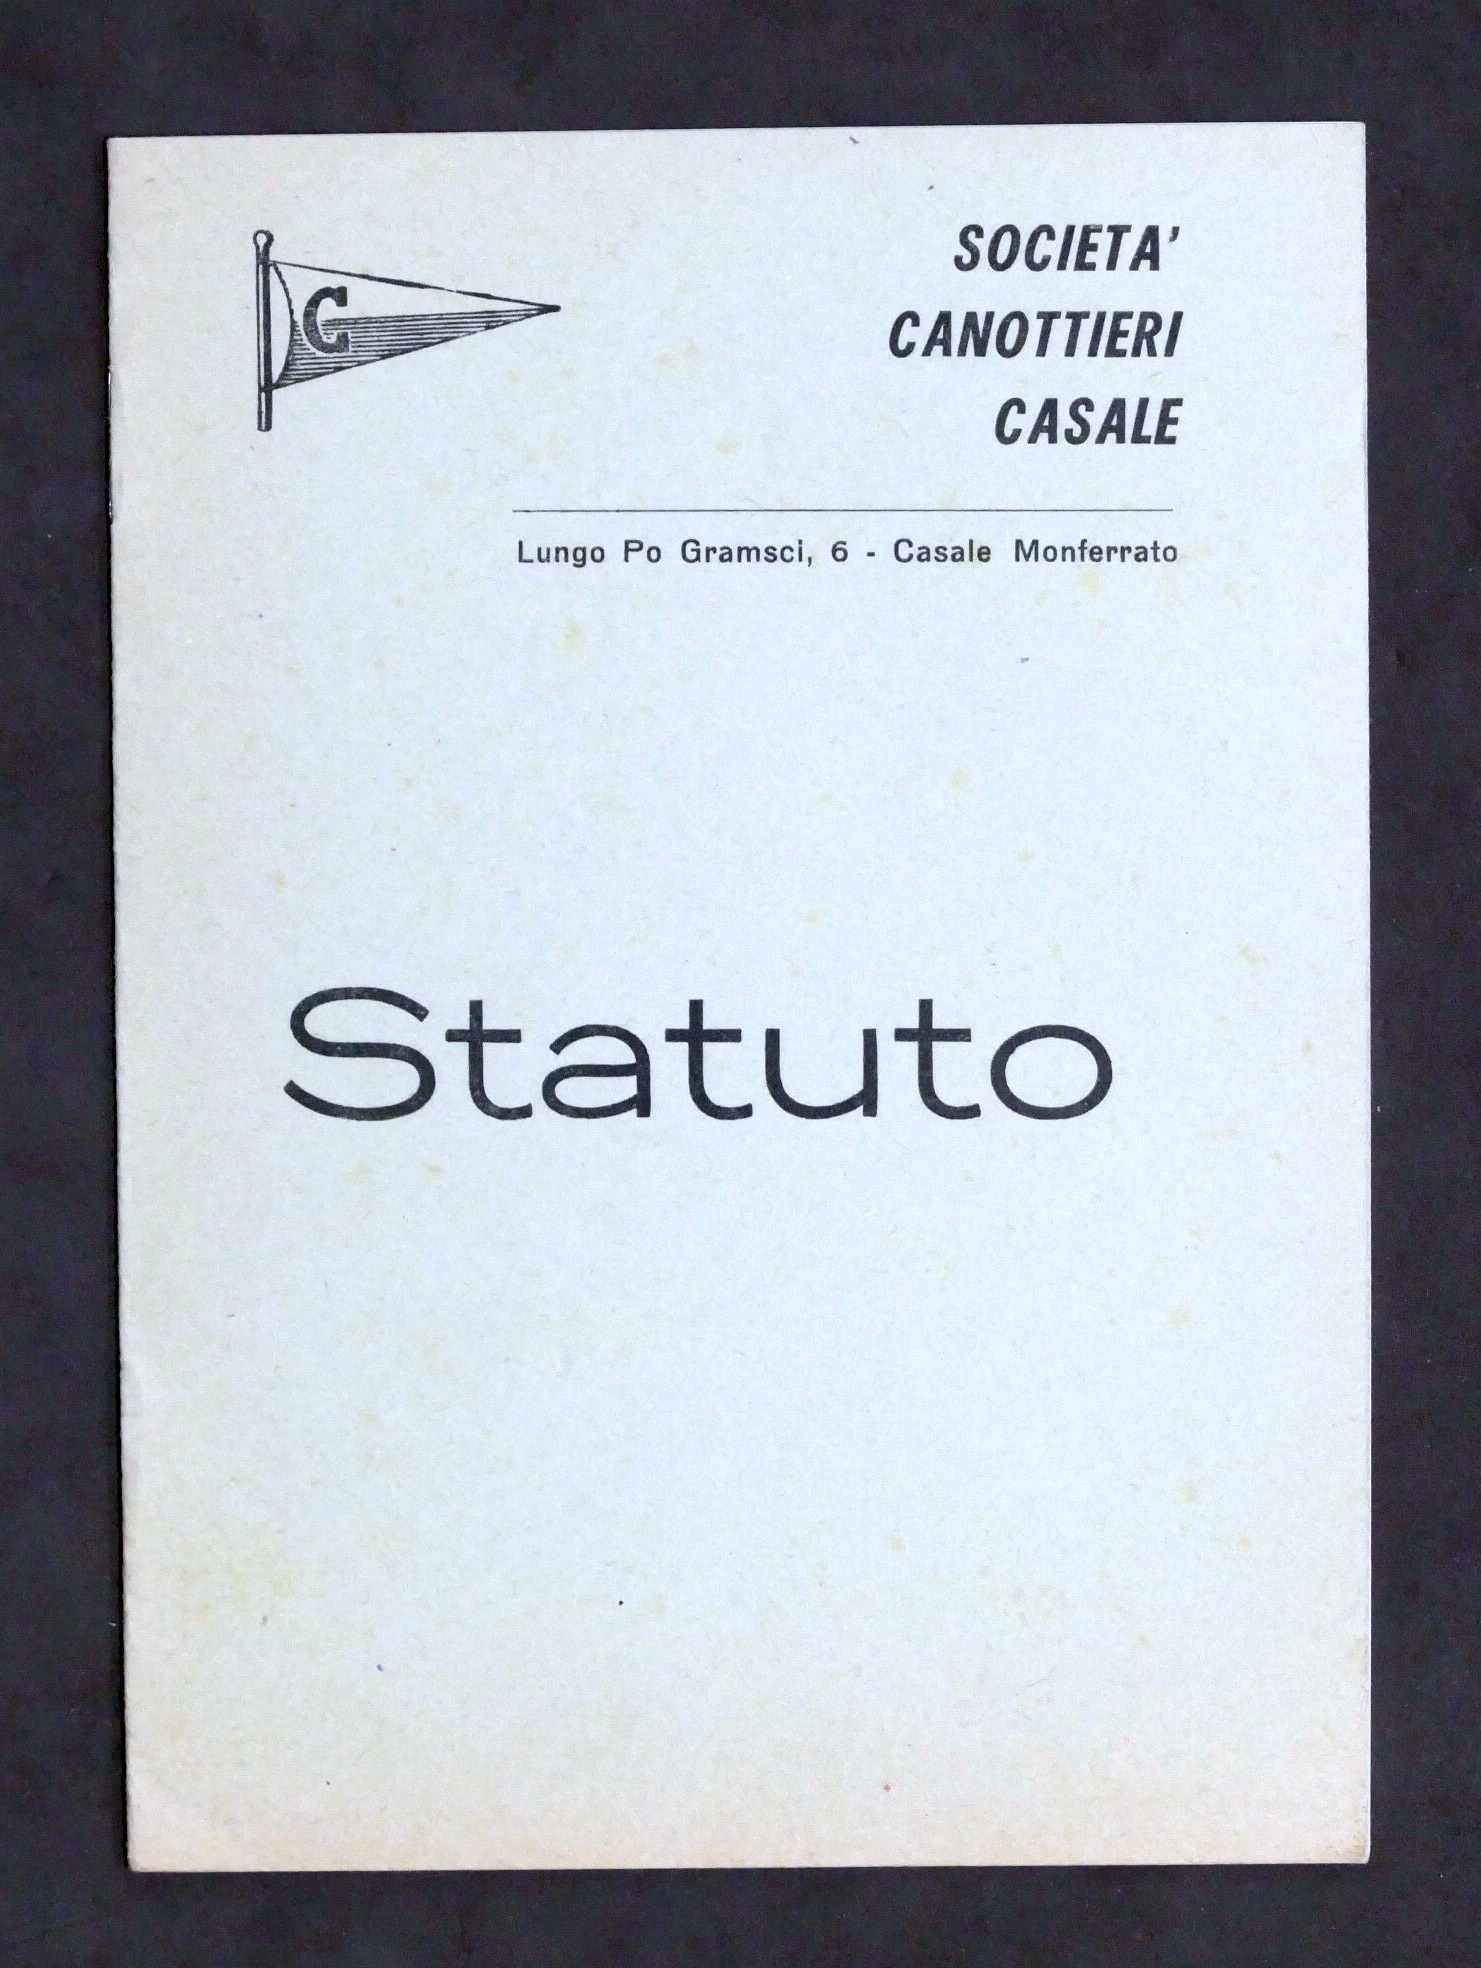 C
SOCIETA'
CANOTTIERI
CASALE
Lungo Po Gramsci, 6 - Casale Monferrato
Statuto